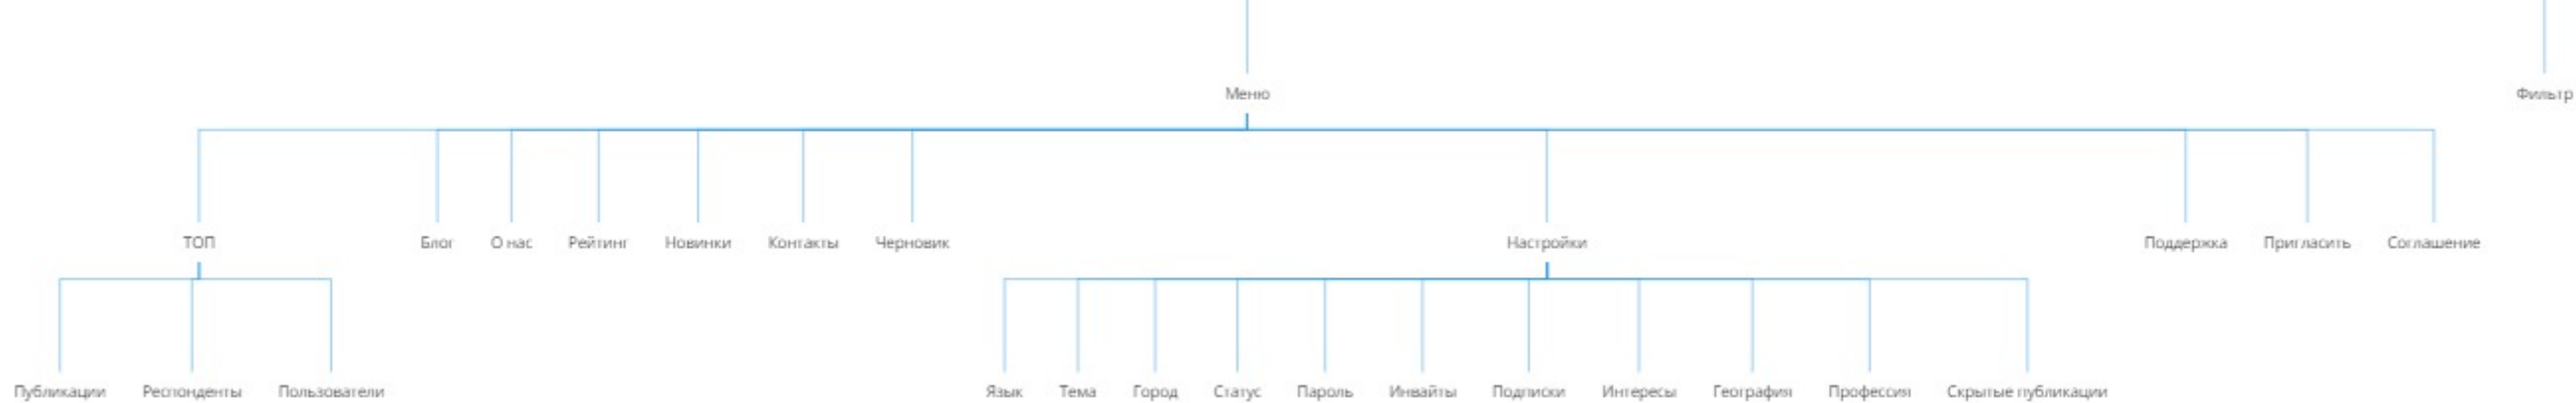 Меню Фильтр
ТОП Блог О нас Рейтинг Новинки Контакты Черновик Настройки Поддержка Пригласить Соглашение
Публикации Респонденты Пользователи Язык Тема Город Статус Пароль Инвайты Подписки Интересы География Профессия Скрытые публикации